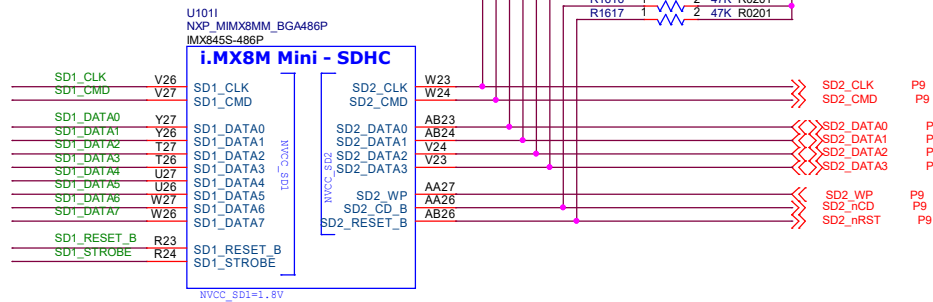 R1617 1 2 47K R0201
U101I
NXP_MIMX8MM_BGA486P
IMX845S-486P
i.MX8M Mini - SDHC
SD1_CLK V26 SD1_CLK SD2_CLK W23 SD2_CLK P9
SD1_CMD V27 SD1_CMD SD2_CMD W24 SD2_CMD P9
SD1_DATA0 Y27 SD1_DATA0 SD2_DATA0 AB23 SD2_DATA0 P
SD1_DATA1 Y26 SD1_DATA1 SD2_DATA1 AB24 SD2_DATA1 P
SD1_DATA2 T27 SD1_DATA2 SD2_DATA2 V24 SD2_DATA2 P
SD1_DATA3 T26 SD1_DATA3 SD2_DATA3 V23 SD2_DATA3 P
SD1_DATA4 U27 SD1_DATA4
SD1_DATA5 U26 SD1_DATA5 SD2_WP AA27 SD2_WP P9
SD1_DATA6 W27 SD1_DATA6 SD2_CD_B AA26 SD2_nCD P9
SD1_DATA7 W26 SD1_DATA7 SD2_RESET_B AB26 SD2_nRST P9
NVCC_SD1
NVCC_SD2
SD1_RESET_B R23 SD1_RESET_B
SD1_STROBE R24 SD1_STROBE
NVCC_SD1=1.8V